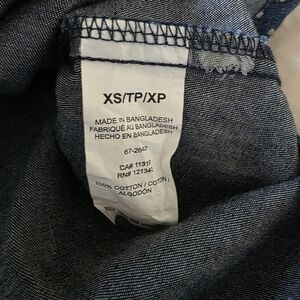 XS/TP/XP
MADE IN BANGLADESH
FABRIQUÉ AU BANGLADESH
HECHO EN BANGLADESH
CA#
RN#
100% COTTON / COTON /
ALGODÓN